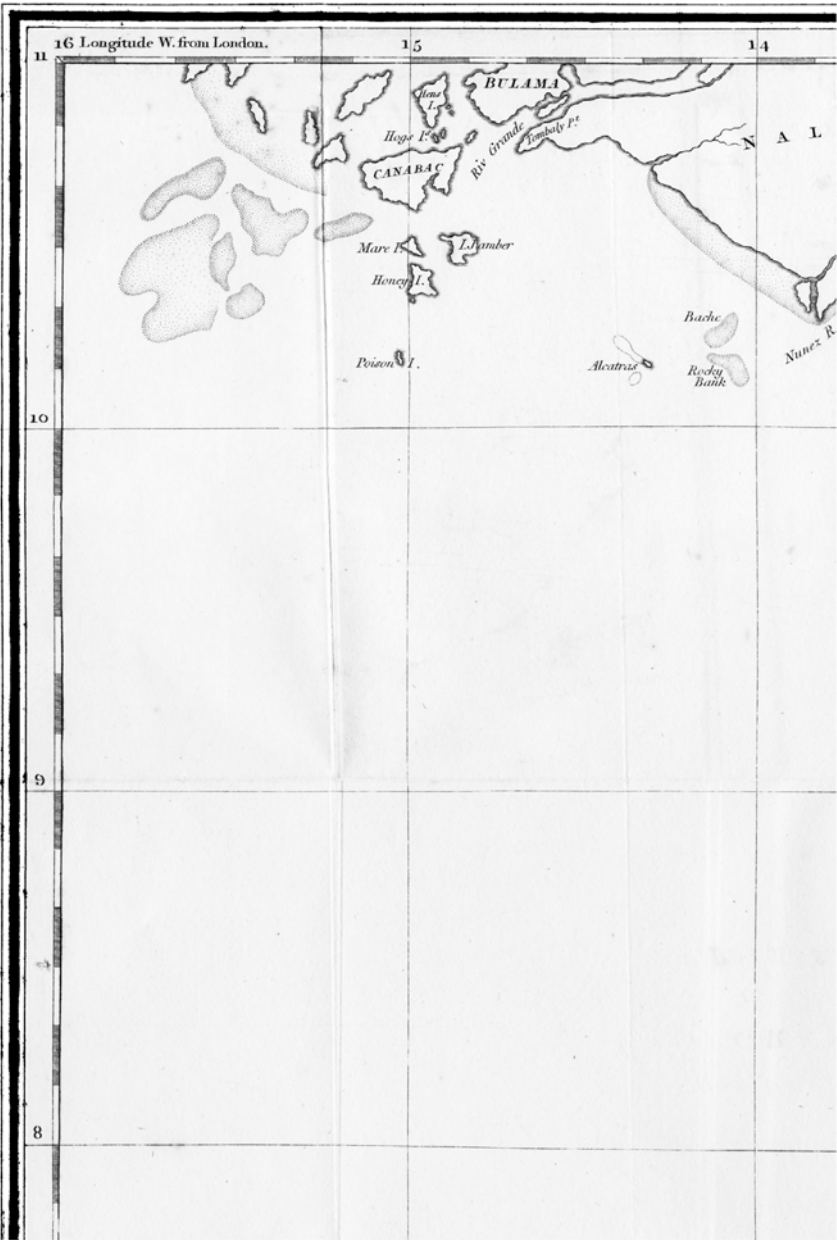 16 Longitude W. from London.
15
14
11
BULAMA
Hens
I.
Hogs Is
Riv Grande
Tombaly Pt.
N A L
CANABAC
Mare I.
Honey I.
Bache
Nunez R
Poison I.
Alcatras
Rocky
Bank
10
9
8